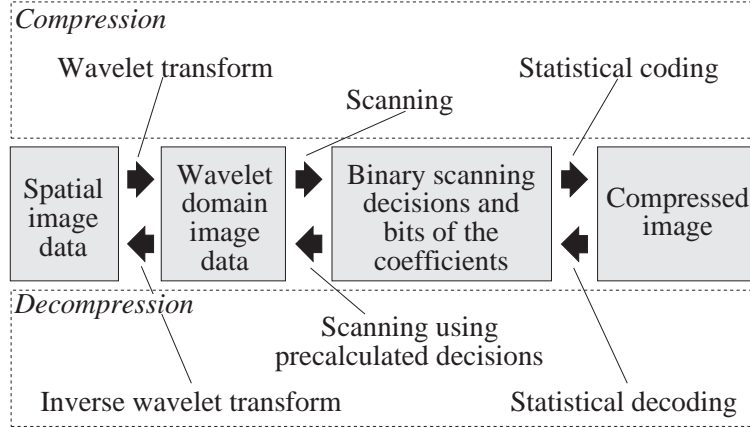 Compression
Wavelet transform
Scanning
Statistical coding
Spatial
image
data
Wavelet
domain
image
data
Binary scanning
decisions and
bits of the
coefficients
Compressed
image
Decompression
Inverse wavelet transform
Scanning using
precalculated decisions
Statistical decoding